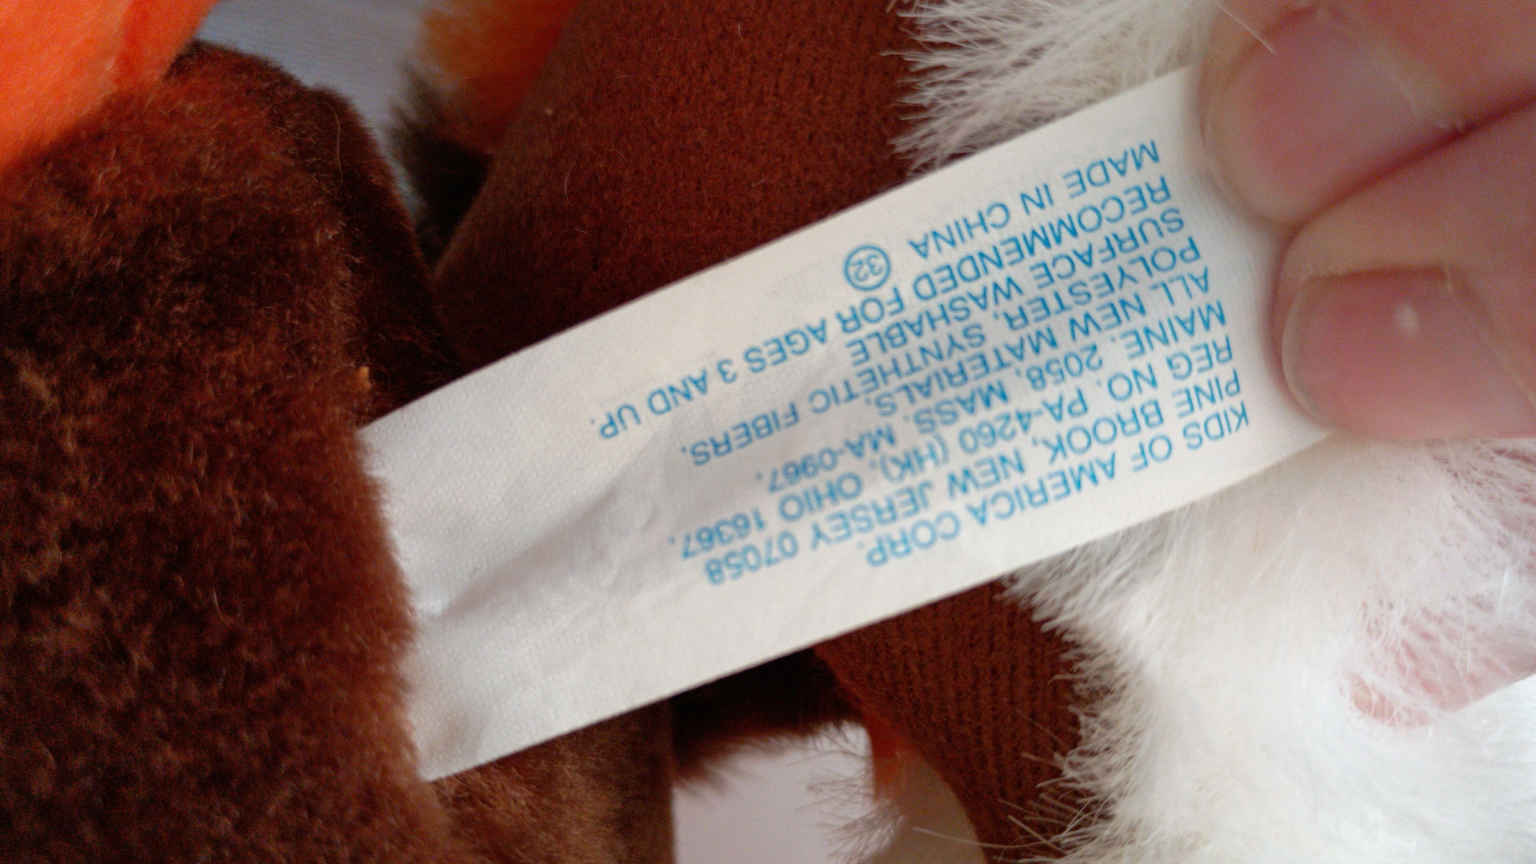 KIDS OF AMERICA CORP.
PINE BROOK, NEW JERSEY 07058
REG NO. PA-4260 (HK), OHIO 16367.
MAINE. 2058, MASS. MA-0967.
ALL NEW MATERIALS,
POLYESTER, SYNTHETIC FIBERS.
SURFACE WASHABLE
RECOMMENDED FOR AGES 3 AND UP.
MADE IN CHINA 32